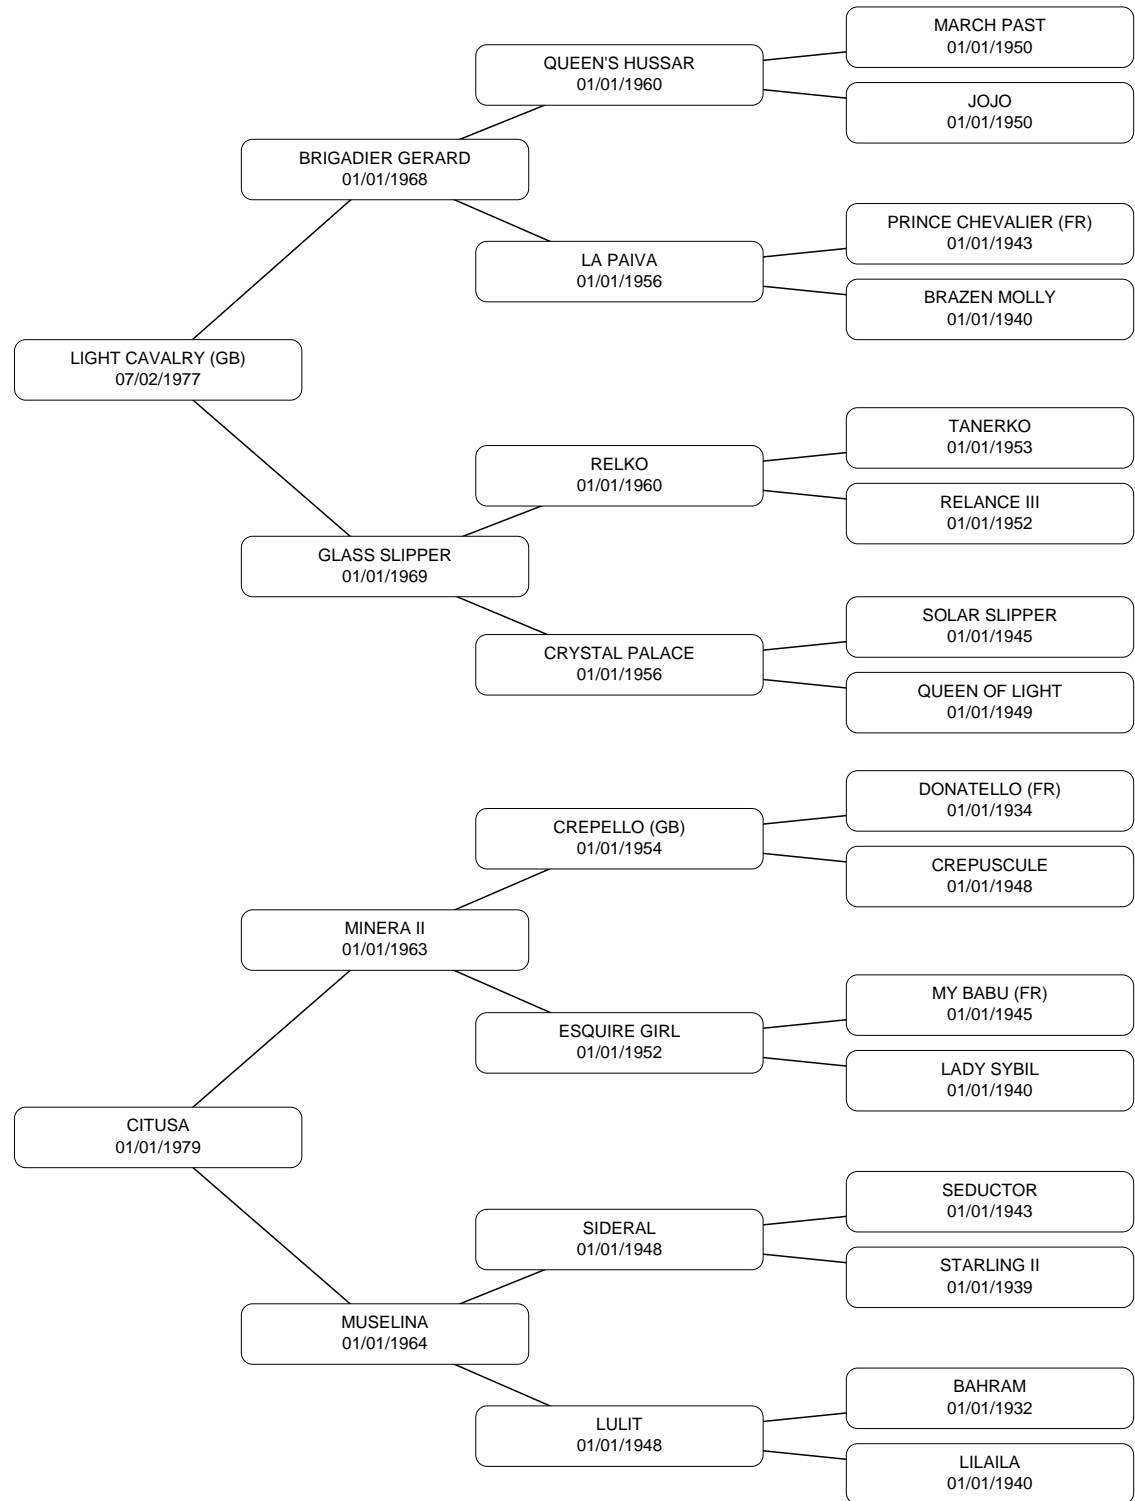 MARCH PAST
01/01/1950
QUEEN'S HUSSAR
01/01/1960
JOJO
01/01/1950
BRIGADIER GERARD
01/01/1968
PRINCE CHEVALIER (FR)
01/01/1943
LA PAIVA
01/01/1956
BRAZEN MOLLY
01/01/1940
LIGHT CAVALRY (GB)
07/02/1977
TANERKO
01/01/1953
RELKO
01/01/1960
RELANCE III
01/01/1952
GLASS SLIPPER
01/01/1969
SOLAR SLIPPER
01/01/1945
CRYSTAL PALACE
01/01/1956
QUEEN OF LIGHT
01/01/1949
DONATELLO (FR)
01/01/1934
CREPELLO (GB)
01/01/1954
CREPUSCULE
01/01/1948
MINERA II
01/01/1963
MY BABU (FR)
01/01/1945
ESQUIRE GIRL
01/01/1952
LADY SYBIL
01/01/1940
CITUSA
01/01/1979
SEDUCTOR
01/01/1943
SIDERAL
01/01/1948
STARLING II
01/01/1939
MUSELINA
01/01/1964
BAHRAM
01/01/1932
LULIT
01/01/1948
LILAILA
01/01/1940